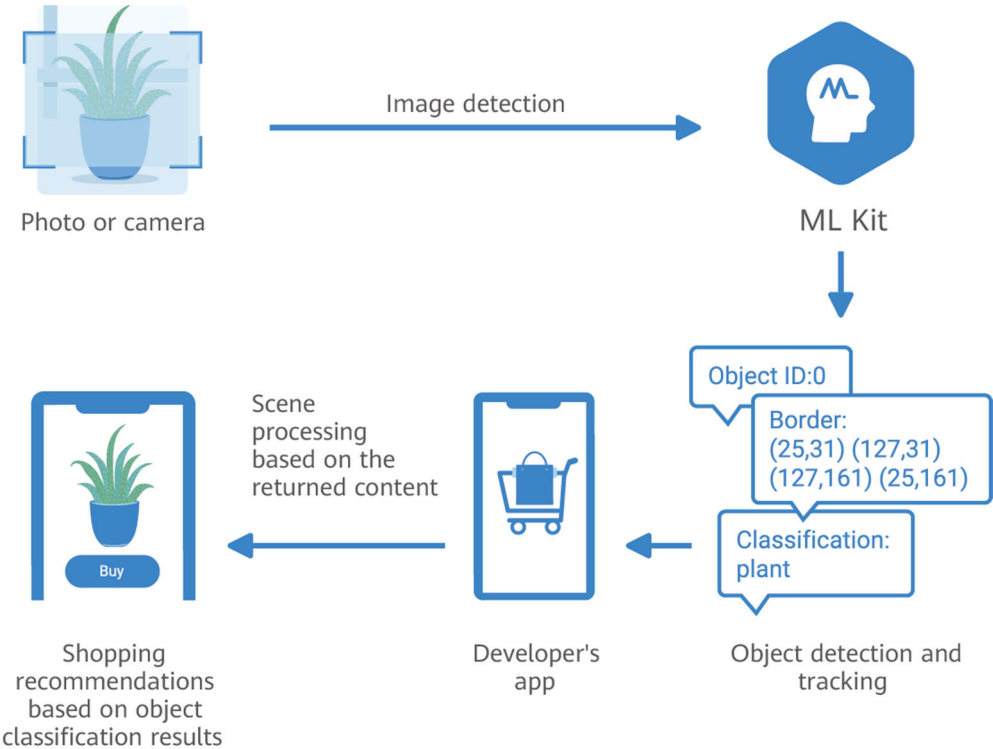 Image detection
Photo or camera
ML Kit
Object ID:0
Border:
(25,31) (127,31)
(127,161) (25,161)
Classification:
plant
Object detection and
tracking
Developer's
app
Scene
processing
based on the
returned content
Buy
Shopping
recommendations
based on object
classification results